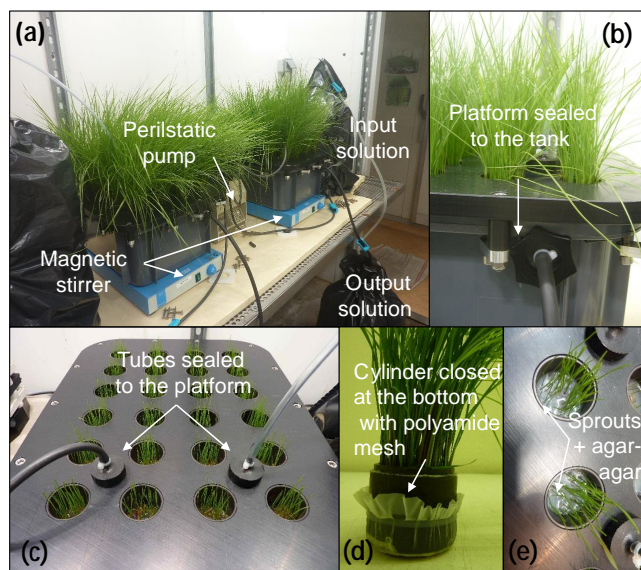 (a)
Perilstatic
pump
Input
solution
Magnetic
stirrer
Output
solution
(b)
Platform sealed
to the tank
Tubes sealed
to the platform
(c)
Cylinder closed
at the bottom
with polyamide
mesh
(d)
Sprouts
+ agar-
agar
(e)